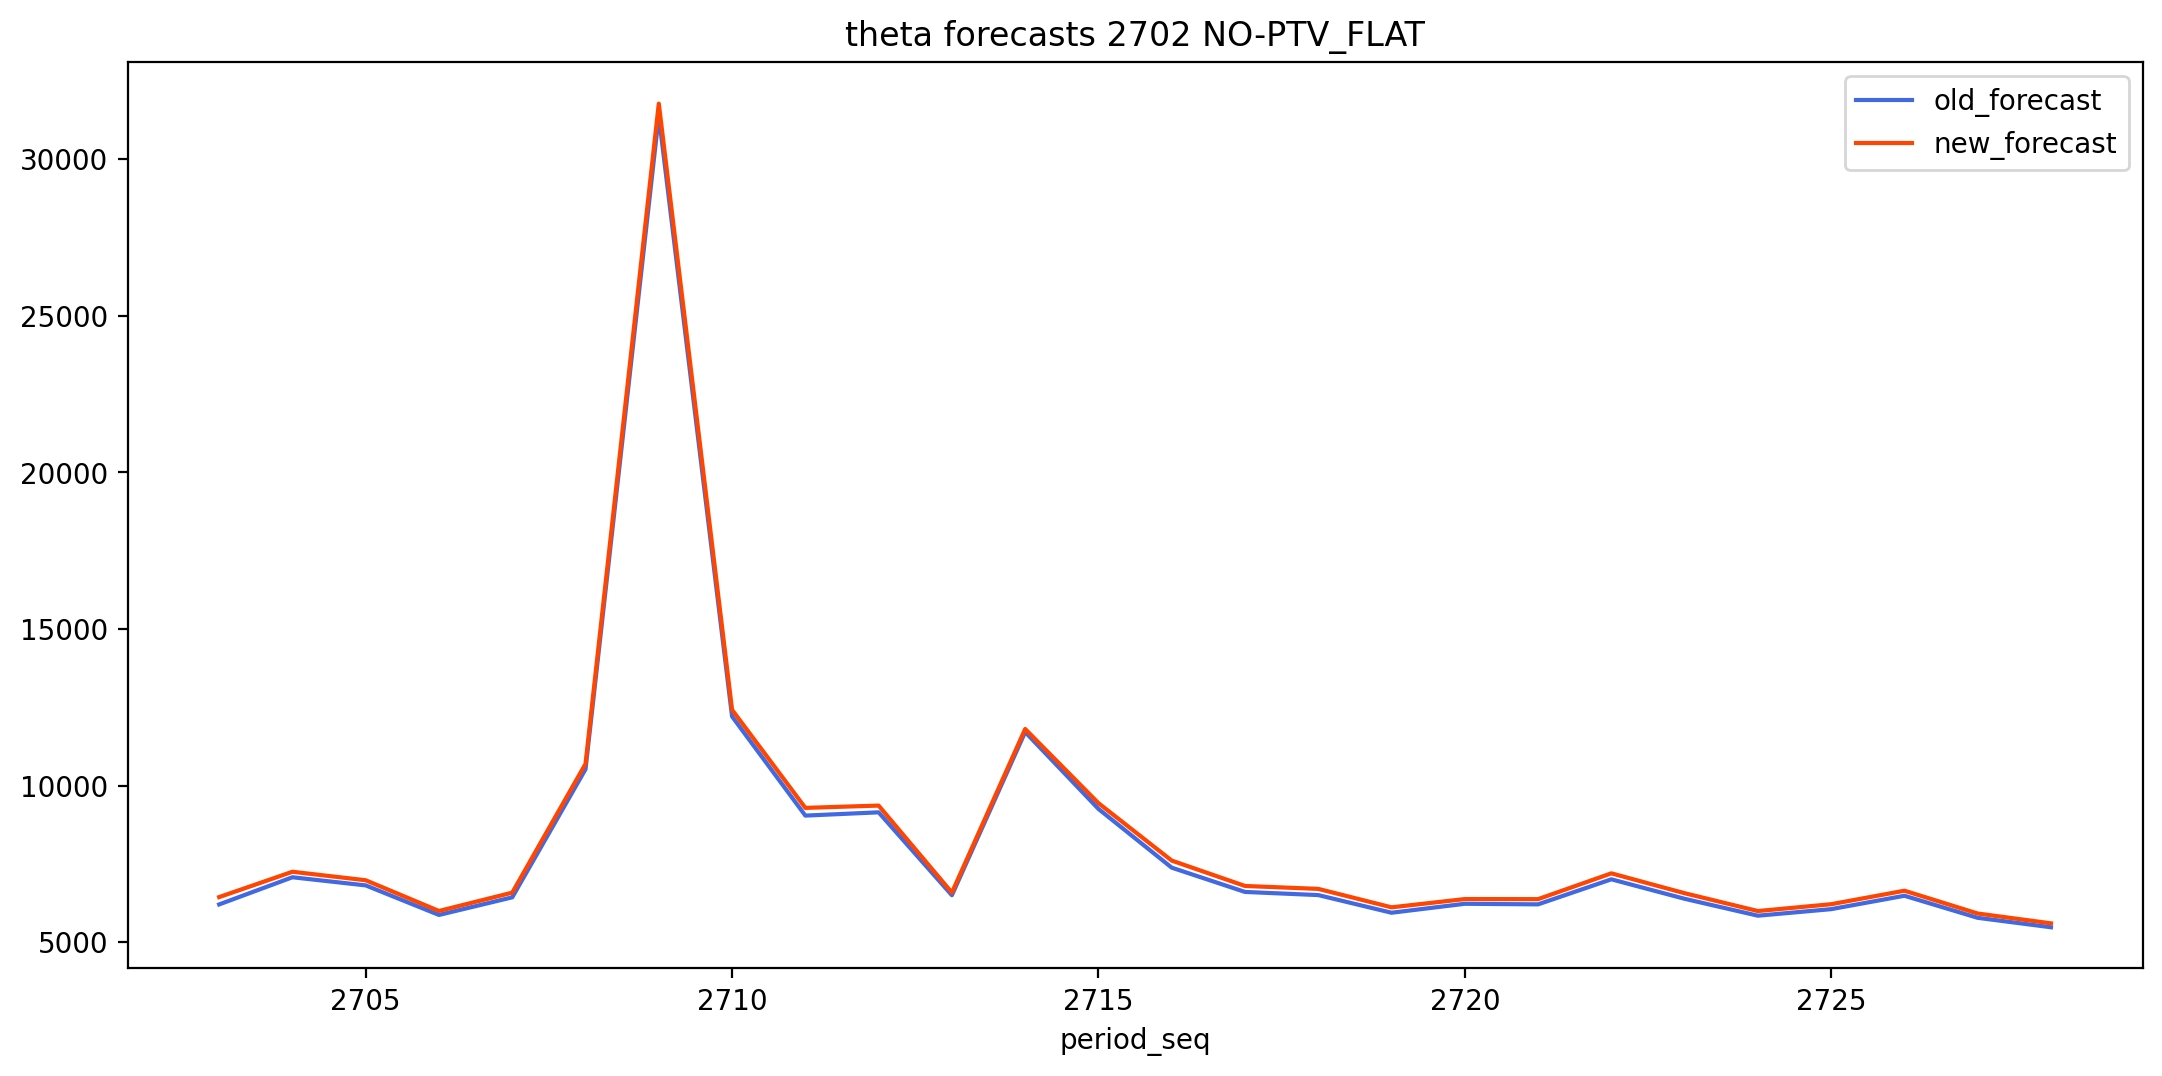 theta forecasts 2702 NO-PTV_FLAT
old_forecast
new_forecast
30000
25000
20000
15000
10000
5000
2705 2710 2715 2720 2725
period_seq